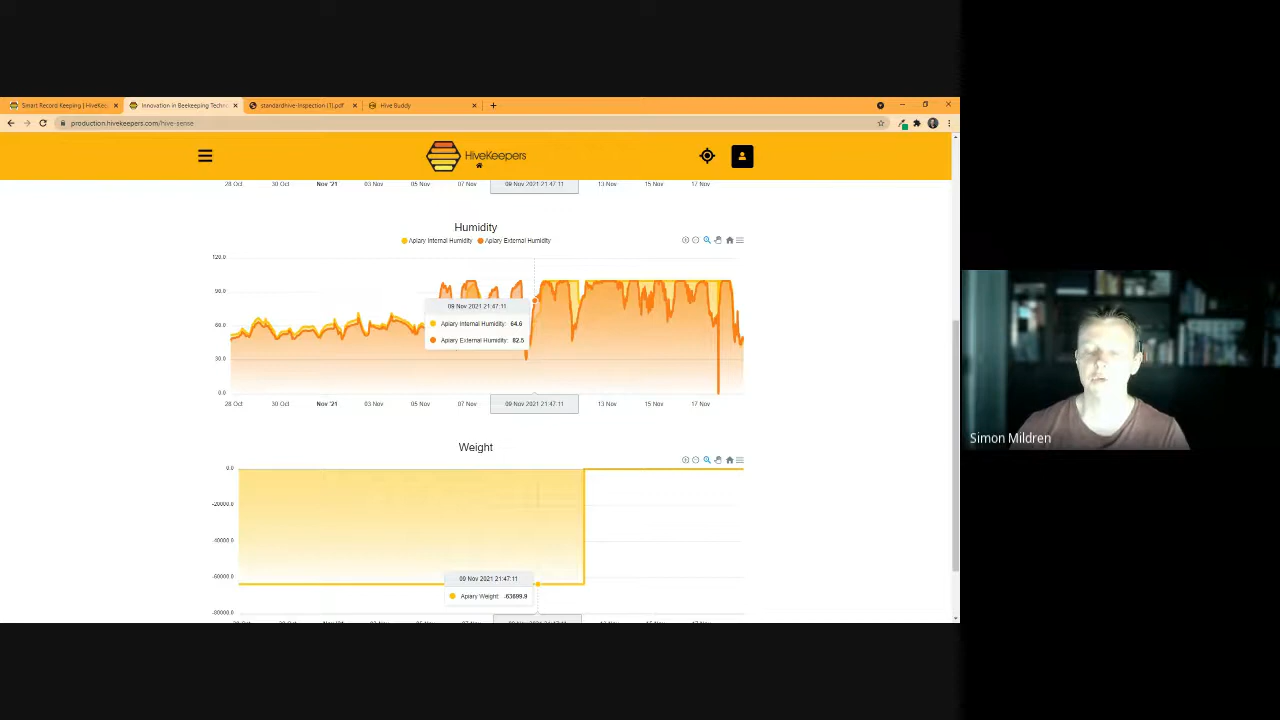 Smart Record Keeping | HiveKee
Innovation in Beekeeping Techn
standardhive-Inspection (1).pdf
Hive Buddy
production.hivekeepers.com/hive-sense
HiveKeepers
28 Oct 30 Oct Nov '21 03 Nov 05 Nov 07 Nov 09 Nov 2021 21:47:11 13 Nov 15 Nov 17 Nov
Humidity
Apiary Internal Humidity Apiary External Humidity
120.0
90.0
60.0
30.0
0.0
09 Nov 2021 21:47:11
Apiary Internal Humidity: 64.6
Apiary External Humidity: 82.5
28 Oct 30 Oct Nov '21 03 Nov 05 Nov 07 Nov 09 Nov 2021 21:47:11 13 Nov 15 Nov 17 Nov
Weight
0.0
-20000.0
-40000.0
-60000.0
-80000.0
09 Nov 2021 21:47:11
Apiary Weight: -63699.9
Simon Mildren